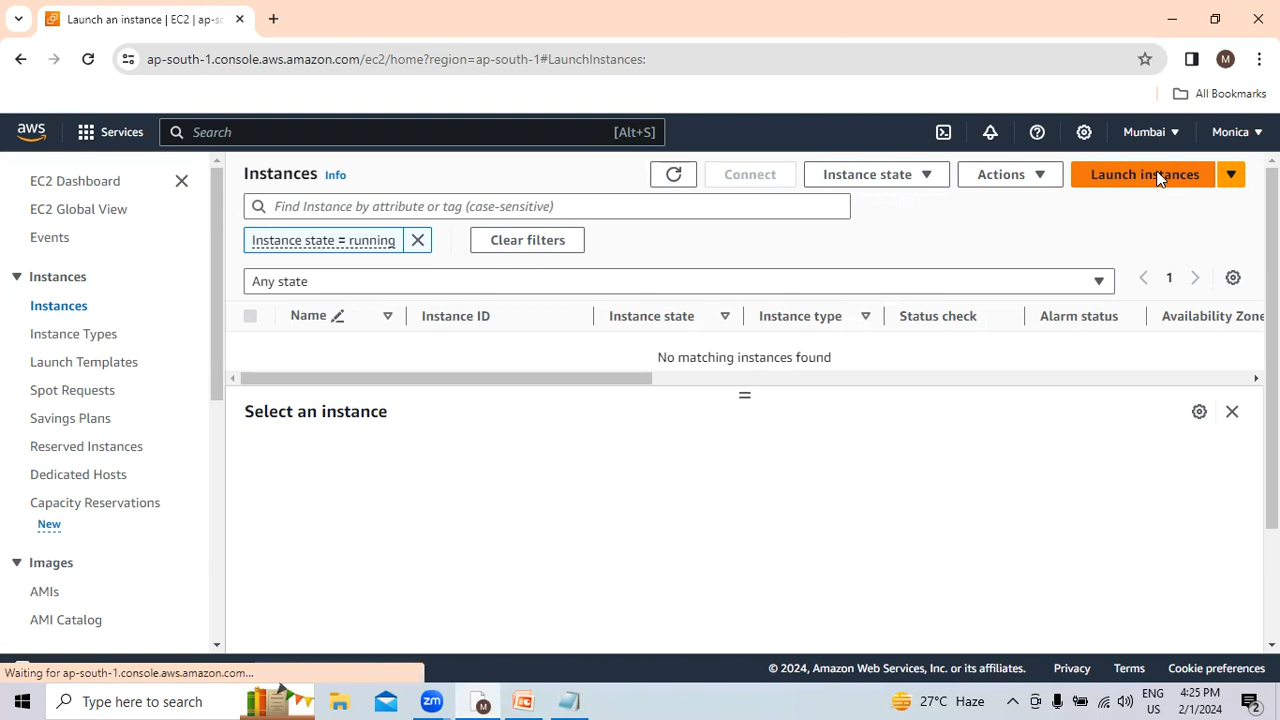 Launch an instance | EC2 | ap-sc
ap-south-1.console.aws.amazon.com/ec2/home?region=ap-south-1#LaunchInstances:
M
All Bookmarks
aws
Services
Search
[Alt+S]
Mumbai
Monica
EC2 Dashboard
EC2 Global View
Events
Instances
Instances
Instance Types
Launch Templates
Spot Requests
Savings Plans
Reserved Instances
Dedicated Hosts
Capacity Reservations
New
Images
AMIs
AMI Catalog
Instances Info
Connect
Instance state
Actions
Launch instances
Find Instance by attribute or tag (case-sensitive)
Instance state = running
Clear filters
Any state
1
Name
Instance ID
Instance state
Instance type
Status check
Alarm status
Availability Zone
No matching instances found
Select an instance
Waiting for ap-south-1.console.aws.amazon.com...
© 2024, Amazon Web Services, Inc. or its affiliates.
Privacy
Terms
Cookie preferences
Type here to search
27°C Haze
ENG
US
4:25 PM
2/1/2024
2